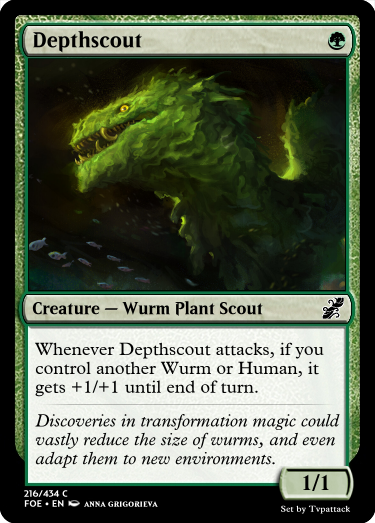 Depthscout
Creature — Wurm Plant Scout
Whenever Depthscout attacks, if you
control another Wurm or Human, it
gets +1/+1 until end of turn.
Discoveries in transformation magic could
vastly reduce the size of wurms, and even
adapt them to new environments.
1/1
216/434 C
FOE • EN ANNA GRIGORIEVA
Set by Tvpattack